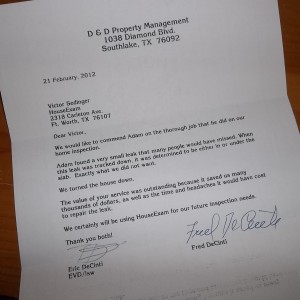 D & D Property Management
1038 Diamond Blvd.
Southlake, TX 76092
21 February, 2012
Victor Sedinger
HouseExam
2318 Carleton Ave.
Ft. Worth, TX 76107
Dear Victor,
We would like to commend Adam on the thorough job that he did on our
home inspection.
Adam found a very small leak that many people would have missed. When
this leak was tracked down, it was determined to be either in or under the
slab. Exactly what we did not want.
We turned the house down.
The value of your service was outstanding because it saved us many
thousands of dollars, as well as the time and headaches it would have cost
to repair the leak.
We certainly will be using HouseExam for our future inspection needs.
Thank you both!
Fred DeCinti
Eric DeCinti
Fred DeCinti
EVD/lsw